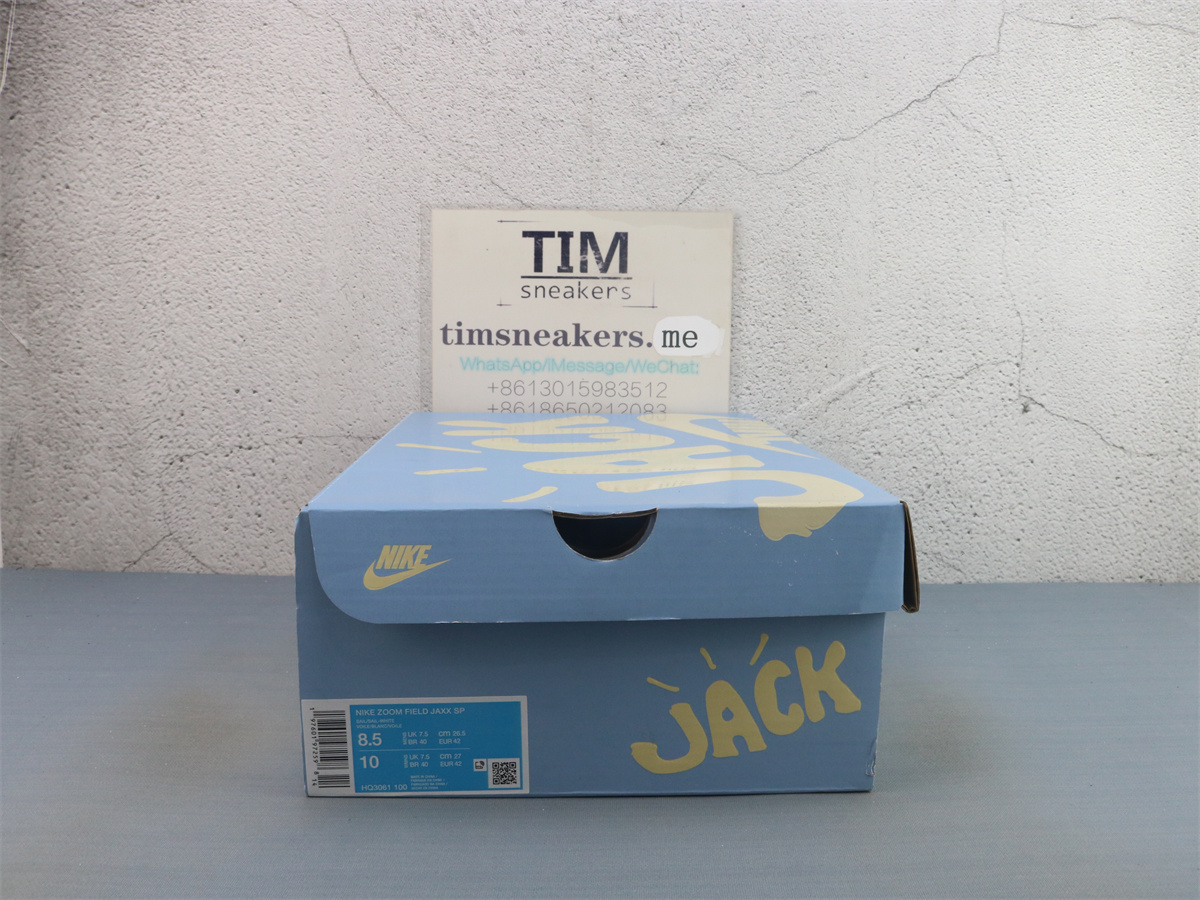 TIM
sneakers
timsneakers.me
WhatsApp/IMessage/WeChat:
+8613015983512
+8618650212083
NIKE
JACK
NIKE ZOOM FIELD JAXX SP
8.5
UK 7.5
BR 40
cm 26.5
EUR 42
10
UK 7.5
BR 40
cm 27
EUR 42
HQ3061 100